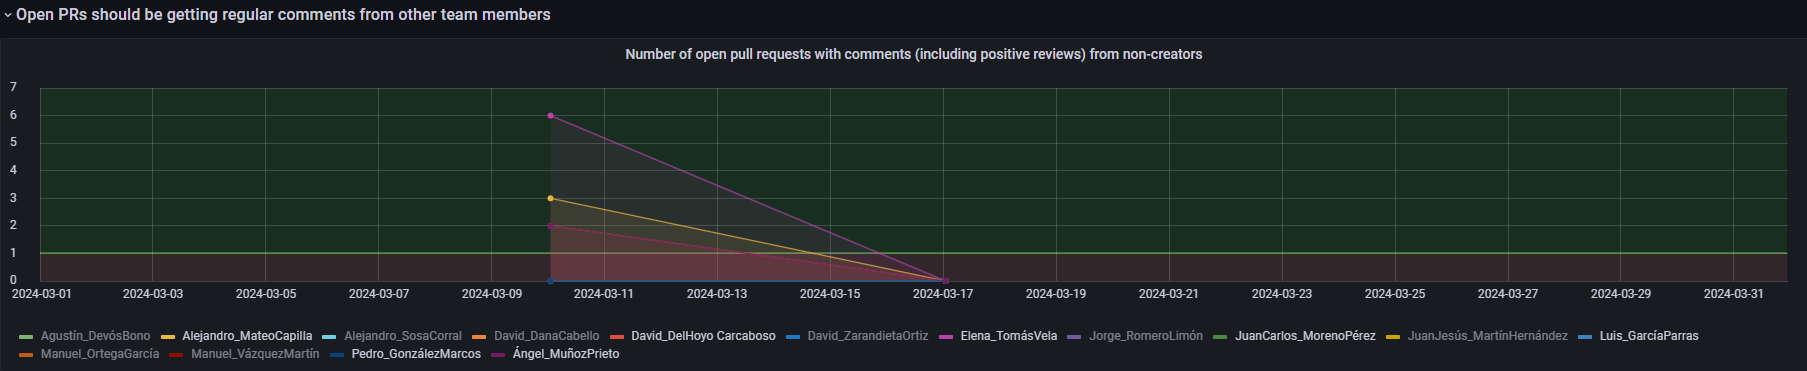 Open PRs should be getting regular comments from other team members
Number of open pull requests with comments (including positive reviews) from non-creators
7
6
5
4
3
2
1
0
2024-03-01 2024-03-03 2024-03-05 2024-03-07 2024-03-09 2024-03-11 2024-03-13 2024-03-15 2024-03-17 2024-03-19 2024-03-21 2024-03-23 2024-03-25 2024-03-27 2024-03-29 2024-03-31
Agustín_DevósBono Alejandro_MateoCapilla Alejandro_SosaCorral David_DanaCabello David_DelHoyo Carcaboso David_ZarandietaOrtiz Elena_TomásVela Jorge_RomeroLimón JuanCarlos_MorenoPérez JuanJesús_MartínHernández Luis_GarcíaParras
Manuel_OrtegaGarcía Manuel_VázquezMartín Pedro_GonzálezMarcos Ángel_MuñozPrieto